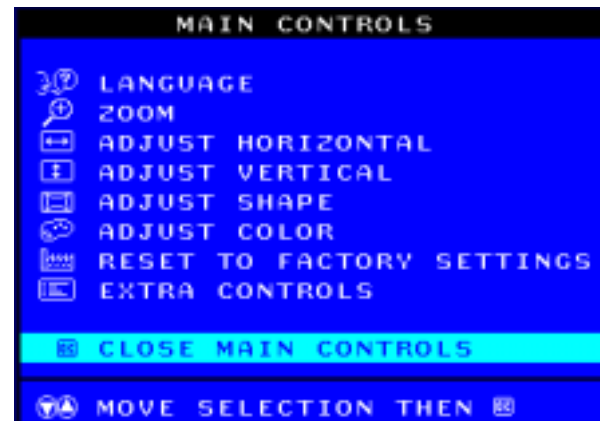 MAIN CONTROLS
LANGUAGE
ZOOM
ADJUST HORIZONTAL
ADJUST VERTICAL
ADJUST SHAPE
ADJUST COLOR
RESET TO FACTORY SETTINGS
EXTRA CONTROLS
CLOSE MAIN CONTROLS
MOVE SELECTION THEN